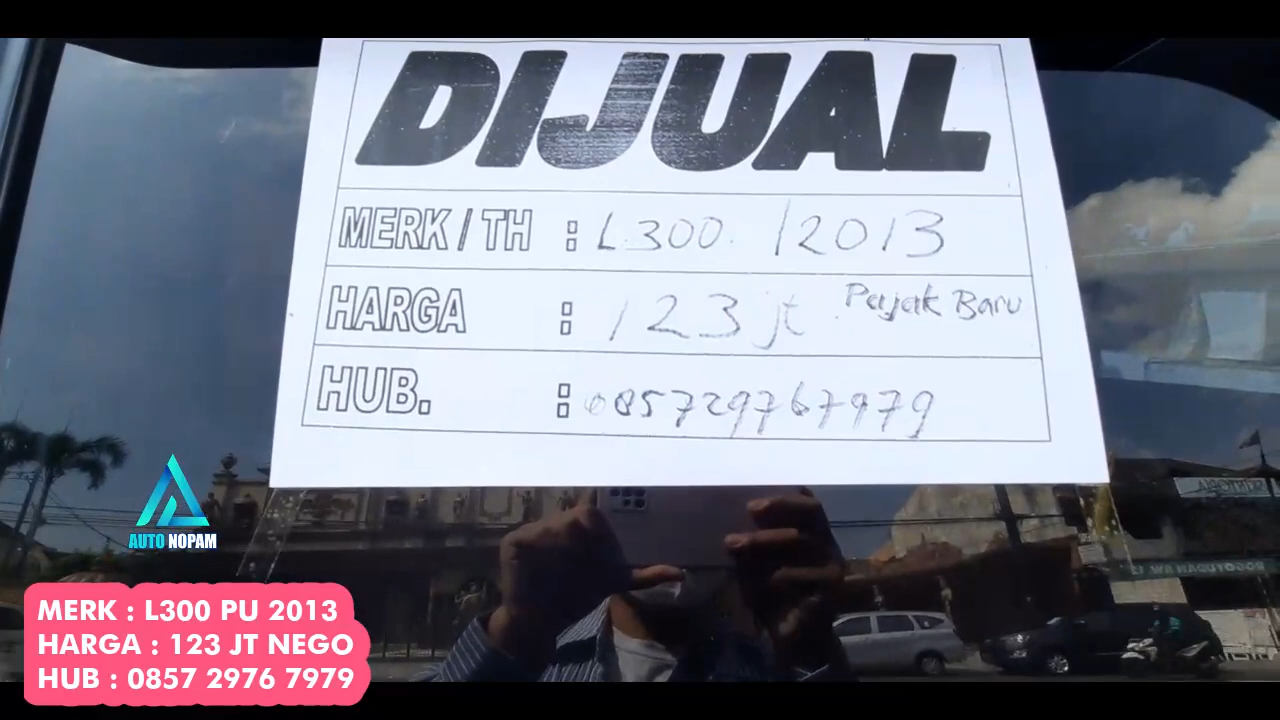 DIJUAL
MERK / TH : L300 / 2013
HARGA : 123 jt Pajak Baru
HUB. : 085729767979
AUTO NOPAM
MERK : L300 PU 2013
HARGA : 123 JT NEGO
HUB : 0857 2976 7979